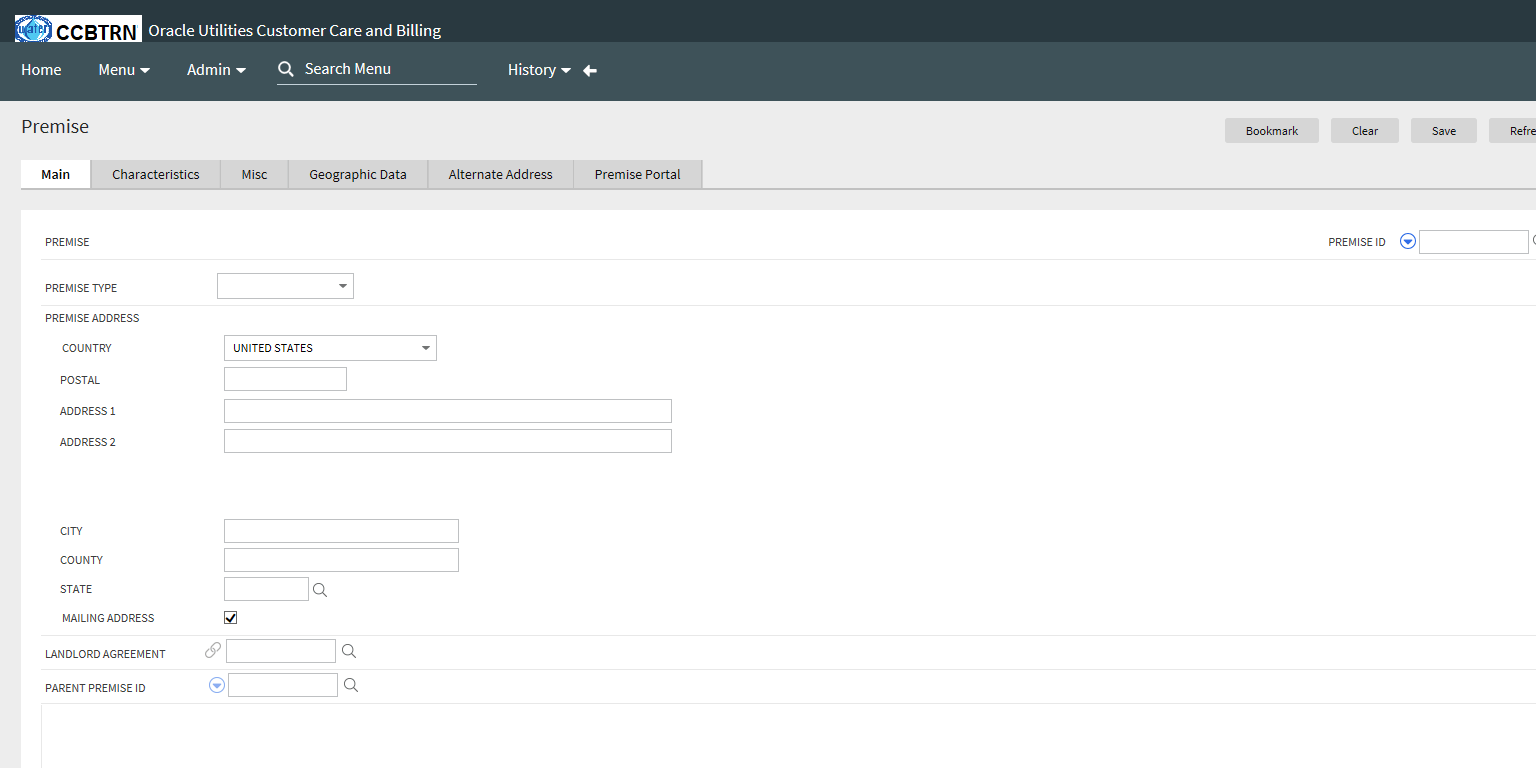 water CCBTRN Oracle Utilities Customer Care and Billing
Home Menu Admin Search Menu History
Premise
Bookmark Clear Save Refre
Main Characteristics Misc Geographic Data Alternate Address Premise Portal
PREMISE PREMISE ID
PREMISE TYPE
PREMISE ADDRESS
COUNTRY UNITED STATES
POSTAL
ADDRESS 1
ADDRESS 2
CITY
COUNTY
STATE
MAILING ADDRESS
LANDLORD AGREEMENT
PARENT PREMISE ID